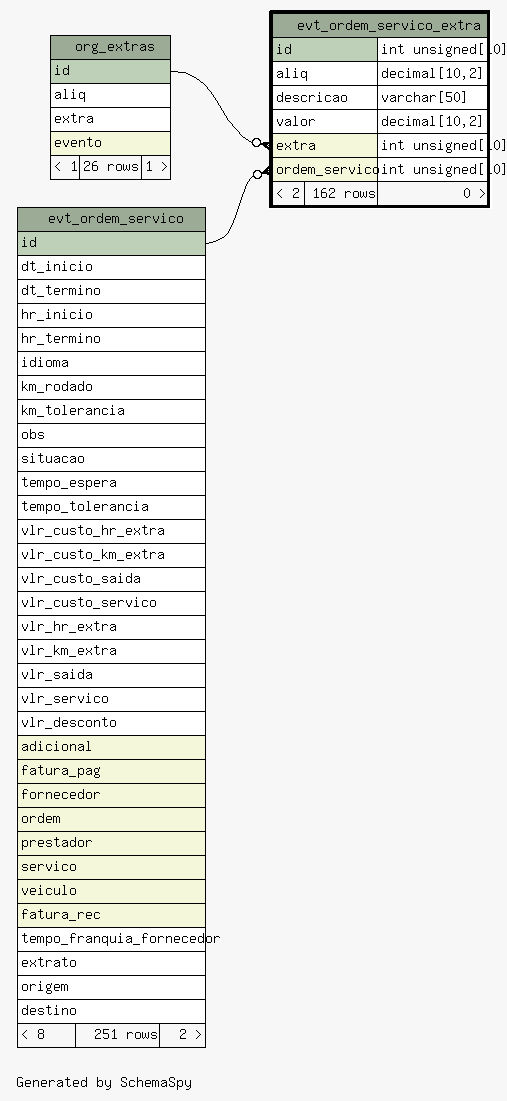 org_extras
id
aliq
extra
evento
< 1 26 rows 1 >
evt_ordem_servico_extra
id int unsigned[10]
aliq decimal[10,2]
descricao varchar[50]
valor decimal[10,2]
extra int unsigned[10]
ordem_servico int unsigned[10]
< 2 162 rows 0 >
evt_ordem_servico
id
dt_inicio
dt_termino
hr_inicio
hr_termino
idioma
km_rodado
km_tolerancia
obs
situacao
tempo_espera
tempo_tolerancia
vlr_custo_hr_extra
vlr_custo_km_extra
vlr_custo_saida
vlr_custo_servico
vlr_hr_extra
vlr_km_extra
vlr_saida
vlr_servico
vlr_desconto
adicional
fatura_pag
fornecedor
ordem
prestador
servico
veiculo
fatura_rec
tempo_franquia_fornecedor
extrato
origem
destino
< 8 251 rows 2 >
Generated by SchemaSpy